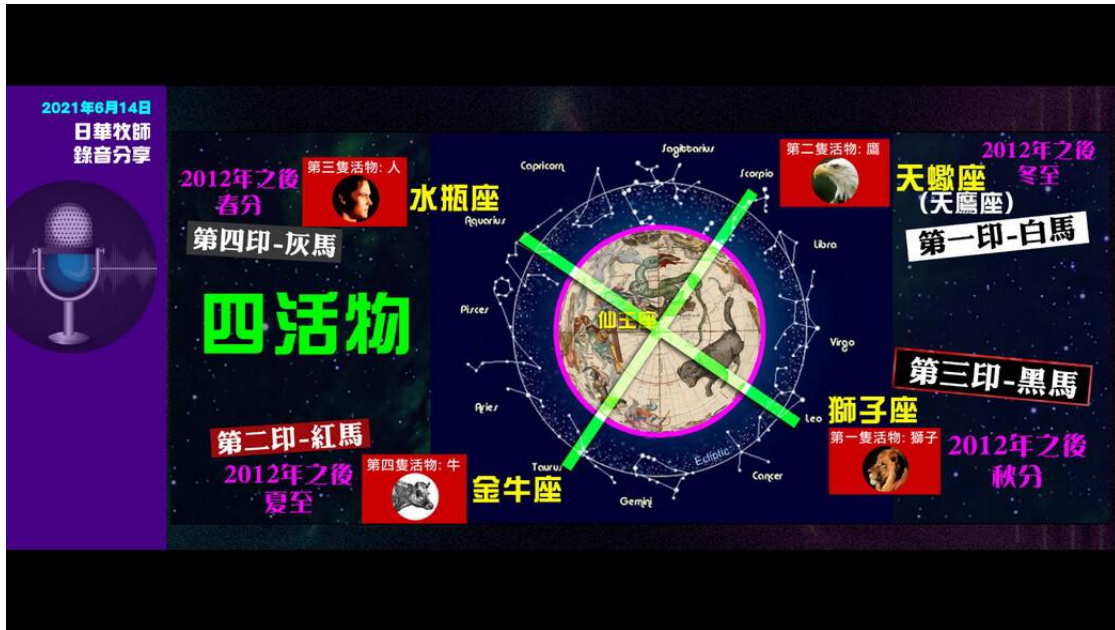 2021年6月14日
日華牧師
錄音分享
2012年之後
春分
第三隻活物: 人
水瓶座
第四印-灰馬
四活物
第二印-紅馬
2012年之後
夏至
第四隻活物: 牛
金牛座
Capricorn
Sagittarius
Scorpio
Aquarius
Libra
Pisces
仙王座
Virgo
Aries
Leo
Taurus
Ecliptic
Cancer
Gemini
第二隻活物: 鷹
天蠍座
(天鷹座)
2012年之後
冬至
第一印-白馬
第三印-黑馬
獅子座
第一隻活物: 獅子
2012年之後
秋分